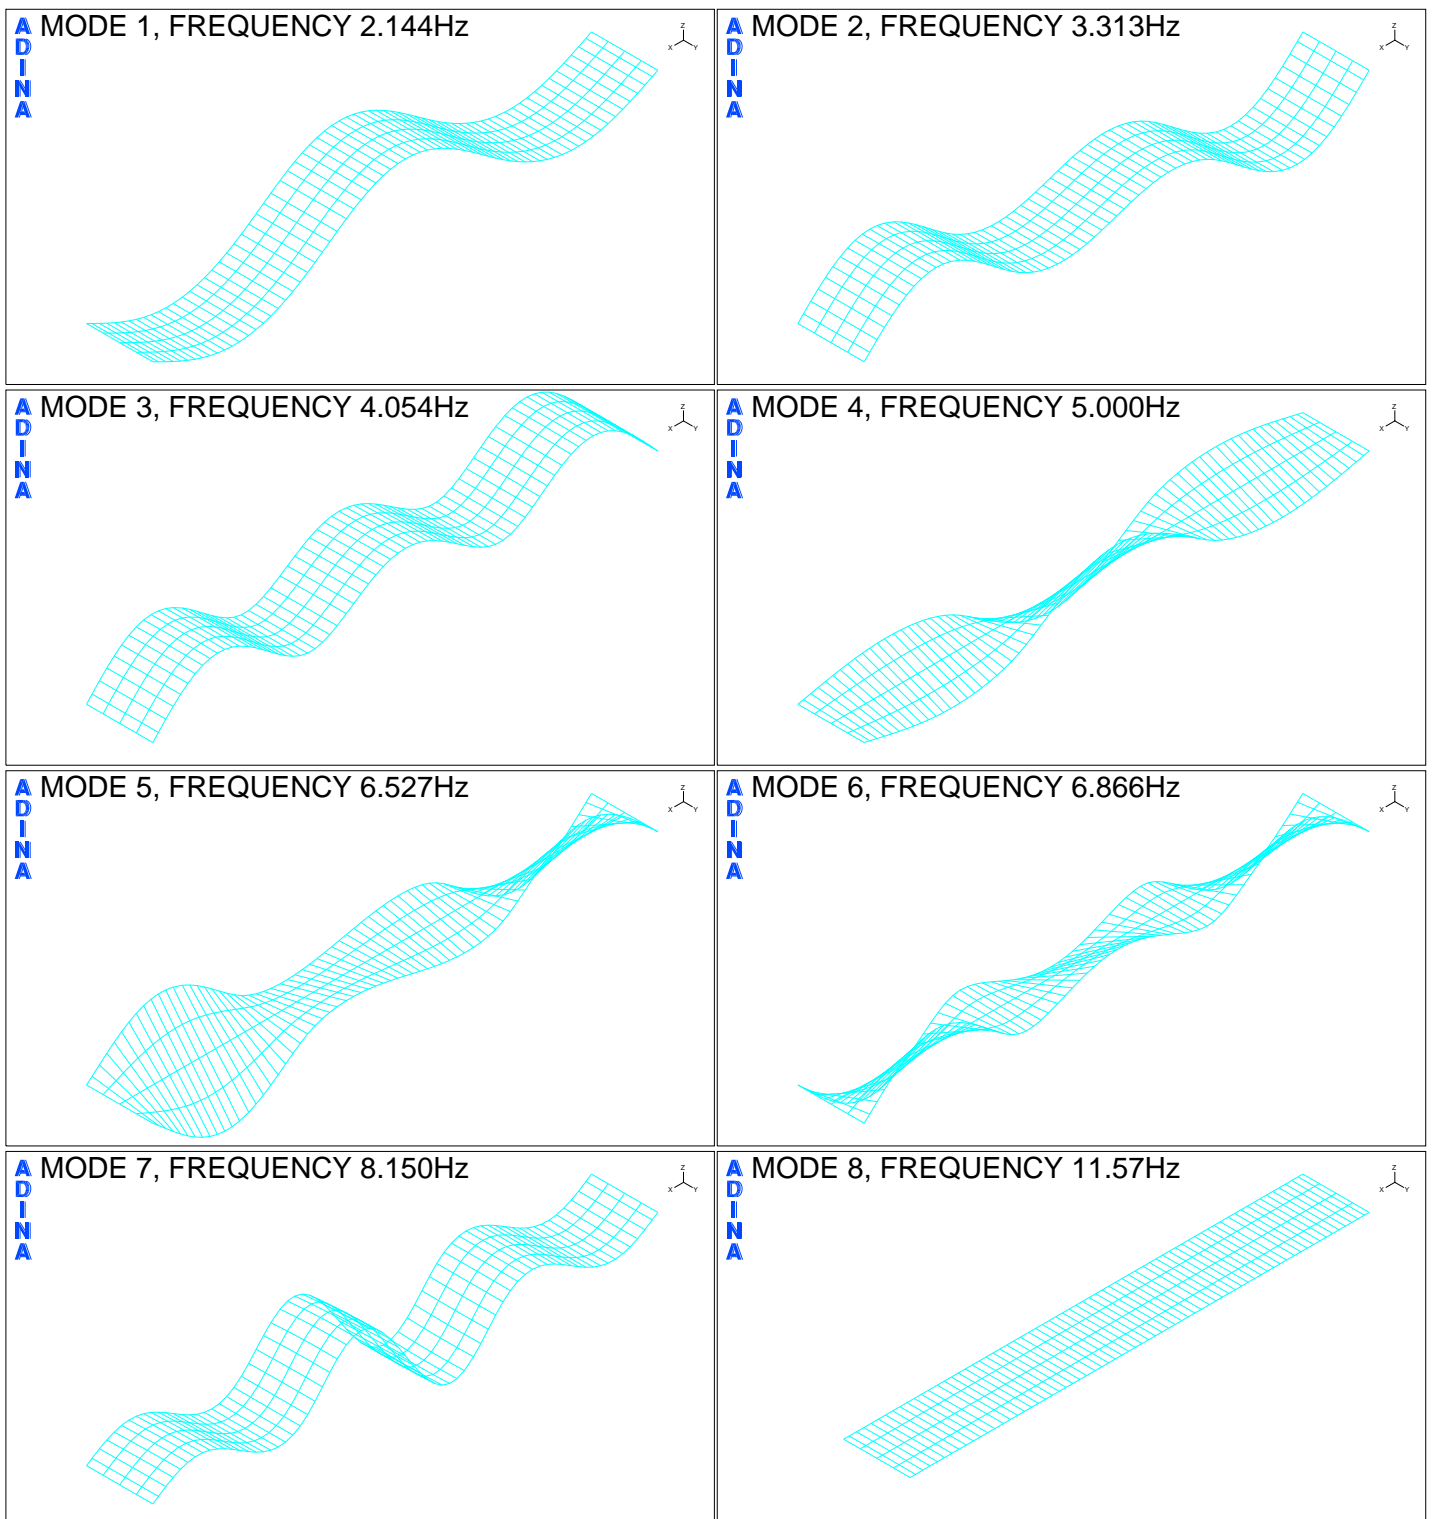 ADINA MODE 1, FREQUENCY 2.144Hz
Z
X Y
ADINA MODE 2, FREQUENCY 3.313Hz
Z
X Y
ADINA MODE 3, FREQUENCY 4.054Hz
Z
X Y
ADINA MODE 4, FREQUENCY 5.000Hz
Z
X Y
ADINA MODE 5, FREQUENCY 6.527Hz
Z
X Y
ADINA MODE 6, FREQUENCY 6.866Hz
Z
X Y
ADINA MODE 7, FREQUENCY 8.150Hz
Z
X Y
ADINA MODE 8, FREQUENCY 11.57Hz
Z
X Y